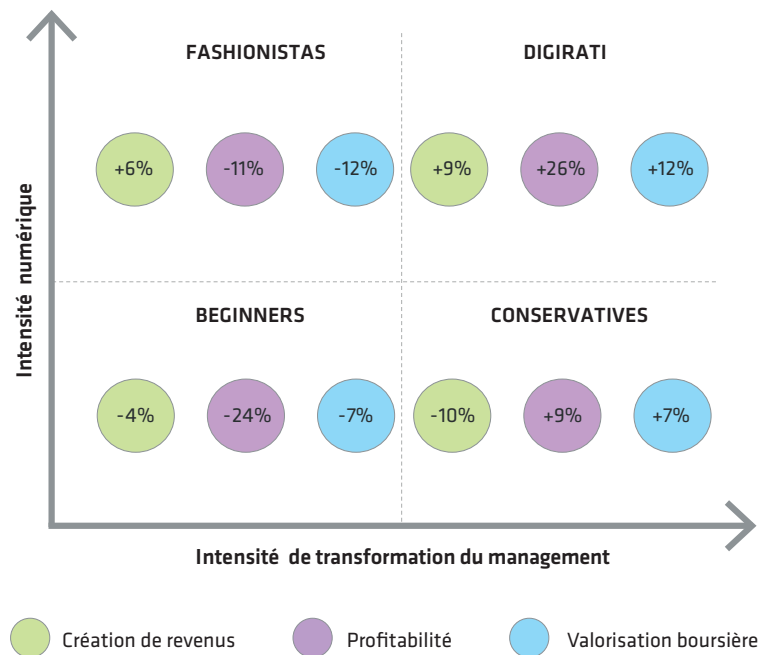 FASHIONISTAS
DIGIRATI
+6%
-11%
-12%
+9%
+26%
+12%
Intensité numérique
BEGINNERS
CONSERVATIVES
-4%
-24%
-7%
-10%
+9%
+7%
Intensité de transformation du management
Création de revenus
Profitabilité
Valorisation boursière